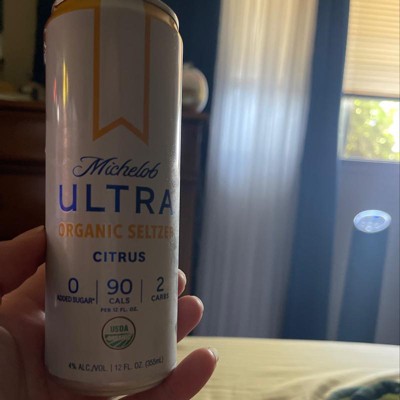 Michelob
ULTRA
ORGANIC SELTZER
CITRUS
0 90 2
ADDED SUGAR* CALS CARBS
PER 12 FL. OZ.
USDA
ORGANIC
4% ALC./VOL. | 12 FL. OZ. (355ML)